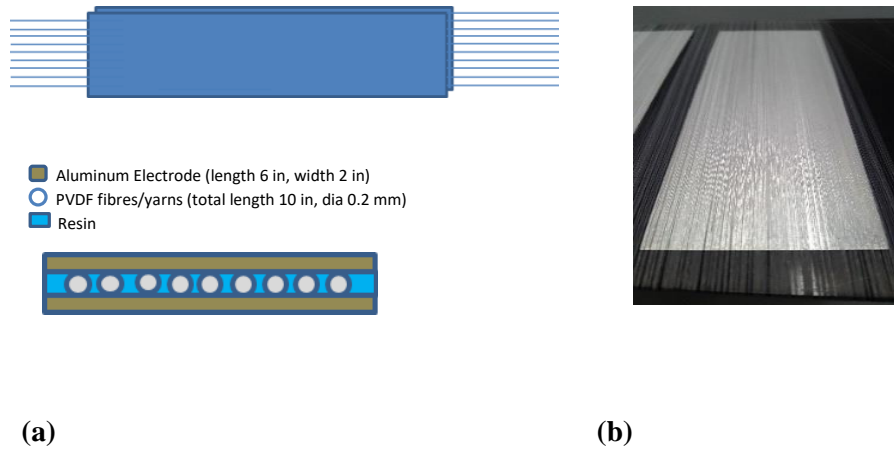 Aluminum Electrode (length 6 in, width 2 in)
PVDF fibres/yarns (total length 10 in, dia 0.2 mm)
Resin
(a)
(b)